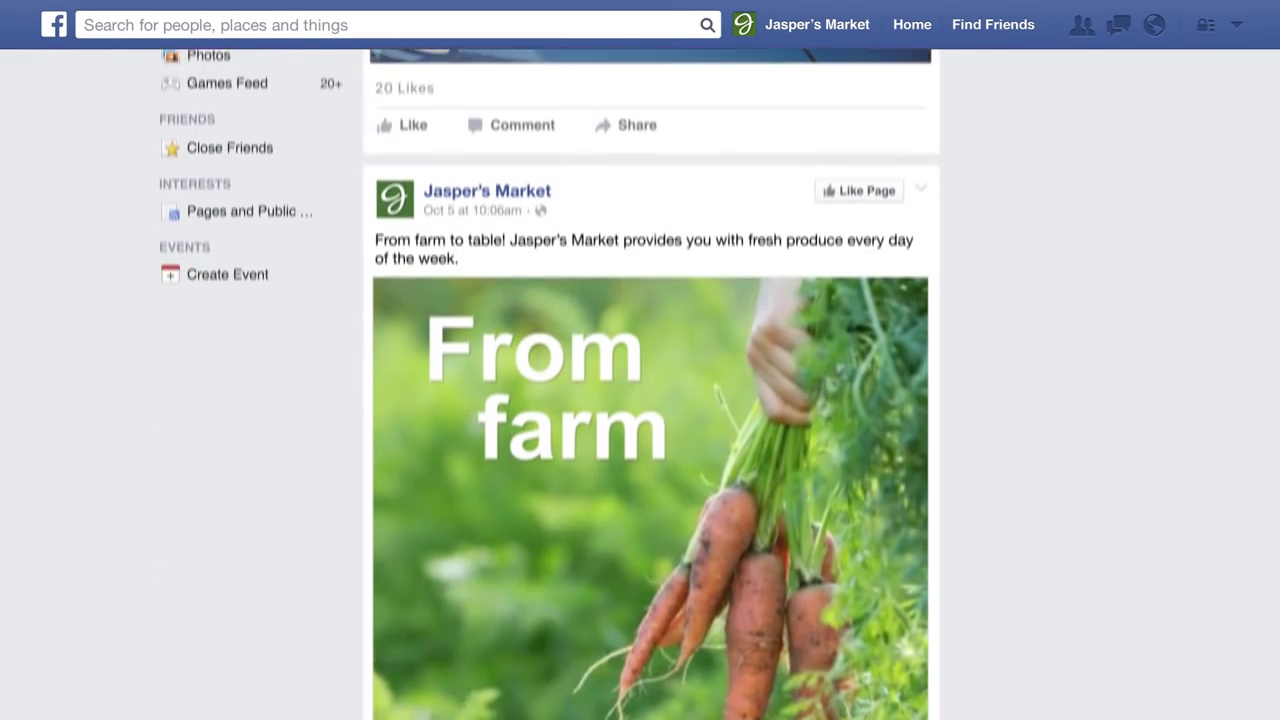 Search for people, places and things
Jasper's Market
Home
Find Friends
Photos
Games Feed 20+
FRIENDS
Close Friends
INTERESTS
Pages and Public ...
EVENTS
Create Event
20 Likes
Like Comment Share
Jasper's Market
Like Page
Oct 5 at 10:06am ·
From farm to table! Jasper's Market provides you with fresh produce every day
of the week.
From
farm